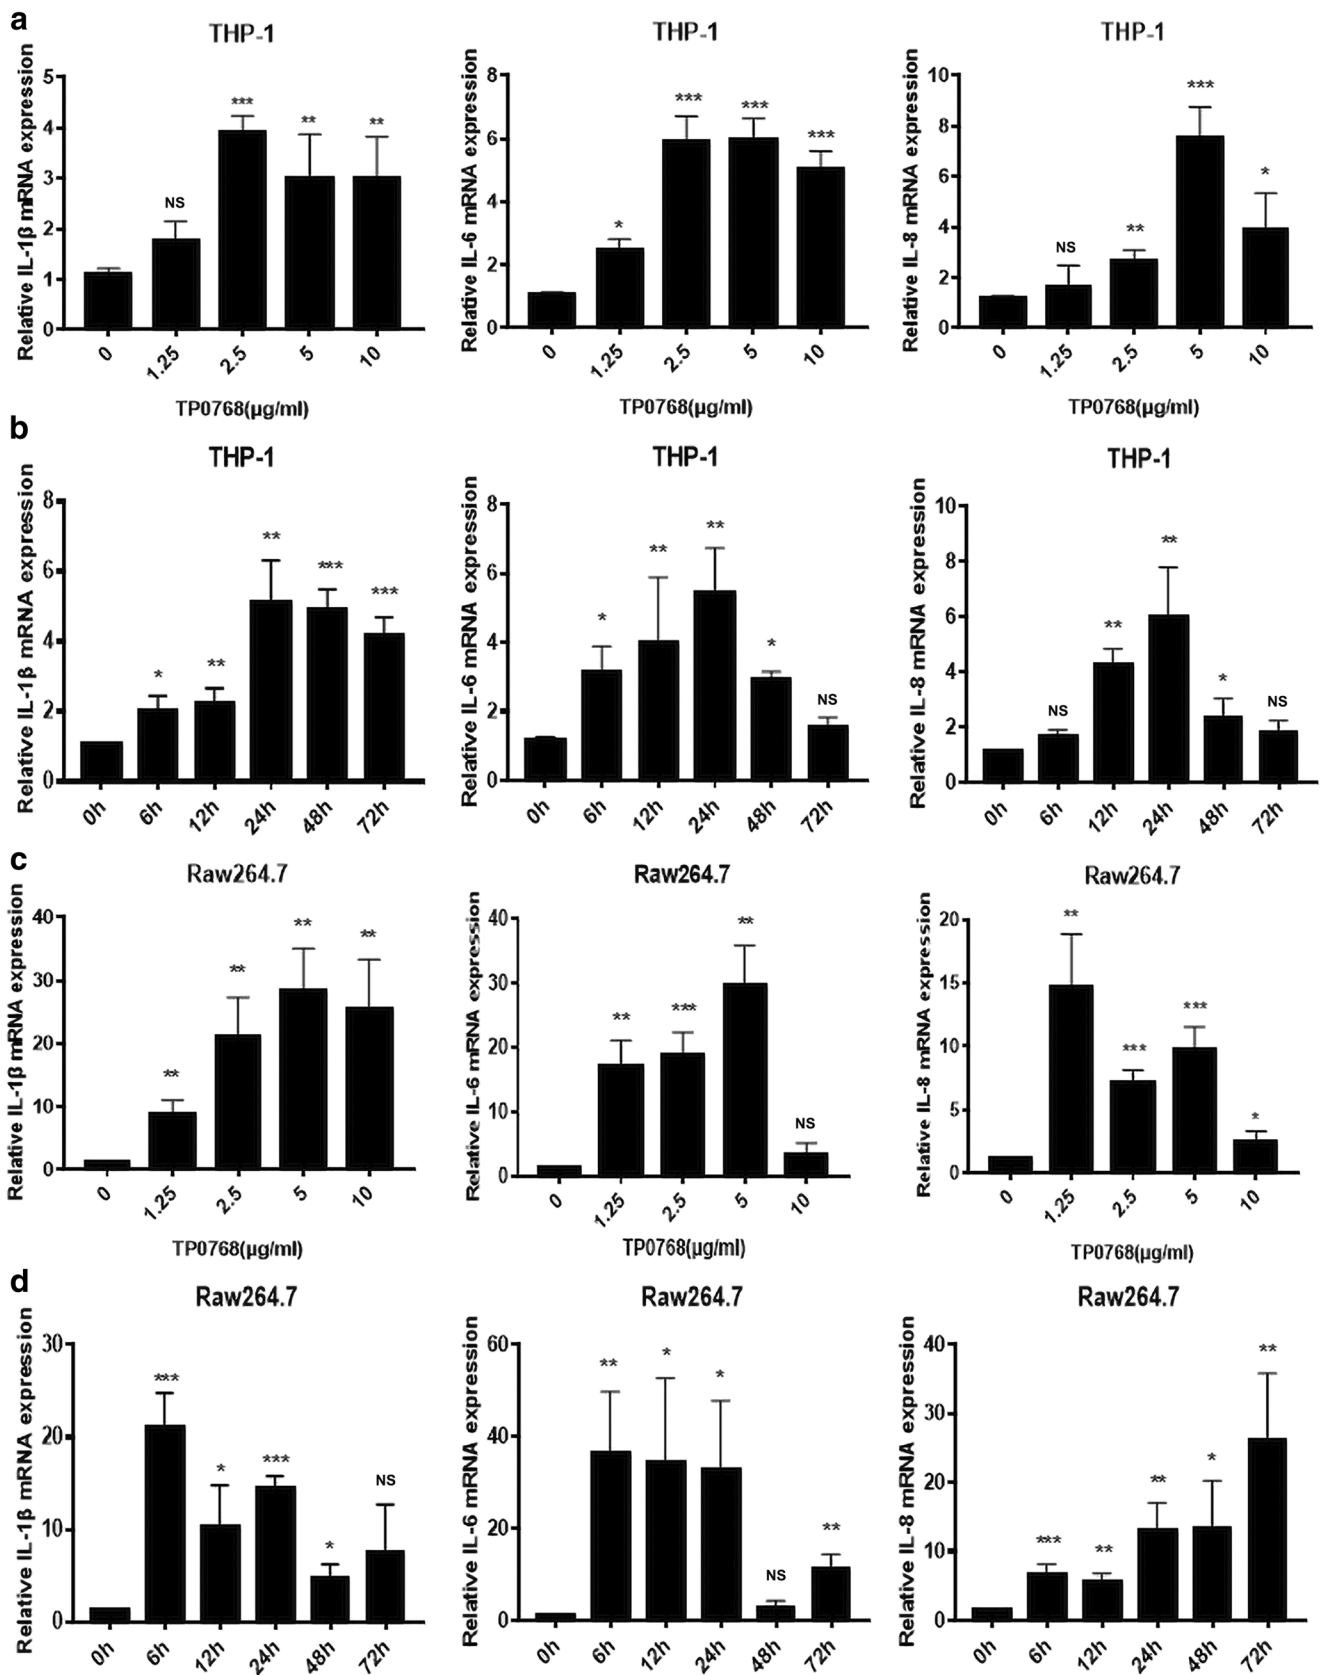 a
THP-1
Relative IL-1β mRNA expression
5
4
3
2
1
0
NS
***
**
**
0 1.25 2.5 5 10
TP0768(μg/ml)
THP-1
Relative IL-6 mRNA expression
8
6
4
2
0
*
***
***
***
0 1.25 2.5 5 10
TP0768(μg/ml)
THP-1
Relative IL-8 mRNA expression
10
8
6
4
2
0
NS
**
***
*
0 1.25 2.5 5 10
TP0768(μg/ml)
b
THP-1
Relative IL-1β mRNA expression
8
6
4
2
0
*
**
**
***
***
0h 6h 12h 24h 48h 72h
THP-1
Relative IL-6 mRNA expression
8
6
4
2
0
*
**
**
*
NS
0h 6h 12h 24h 48h 72h
THP-1
Relative IL-8 mRNA expression
10
8
6
4
2
0
NS
**
**
*
NS
0h 6h 12h 24h 48h 72h
c
Raw264.7
Relative IL-1β mRNA expression
40
30
20
10
0
**
**
**
**
0 1.25 2.5 5 10
TP0768(μg/ml)
Raw264.7
Relative IL-6 mRNA expression
40
30
20
10
0
**
***
**
NS
0 1.25 2.5 5 10
TP0768(μg/ml)
Raw264.7
Relative IL-8 mRNA expression
20
15
10
5
0
**
***
***
*
0 1.25 2.5 5 10
TP0768(μg/ml)
d
Raw264.7
Relative IL-1β mRNA expression
30
20
10
0
***
*
***
*
NS
0h 6h 12h 24h 48h 72h
Raw264.7
Relative IL-6 mRNA expression
60
40
20
0
**
*
*
NS
**
0h 6h 12h 24h 48h 72h
Raw264.7
Relative IL-8 mRNA expression
40
30
20
10
0
***
**
**
*
**
0h 6h 12h 24h 48h 72h